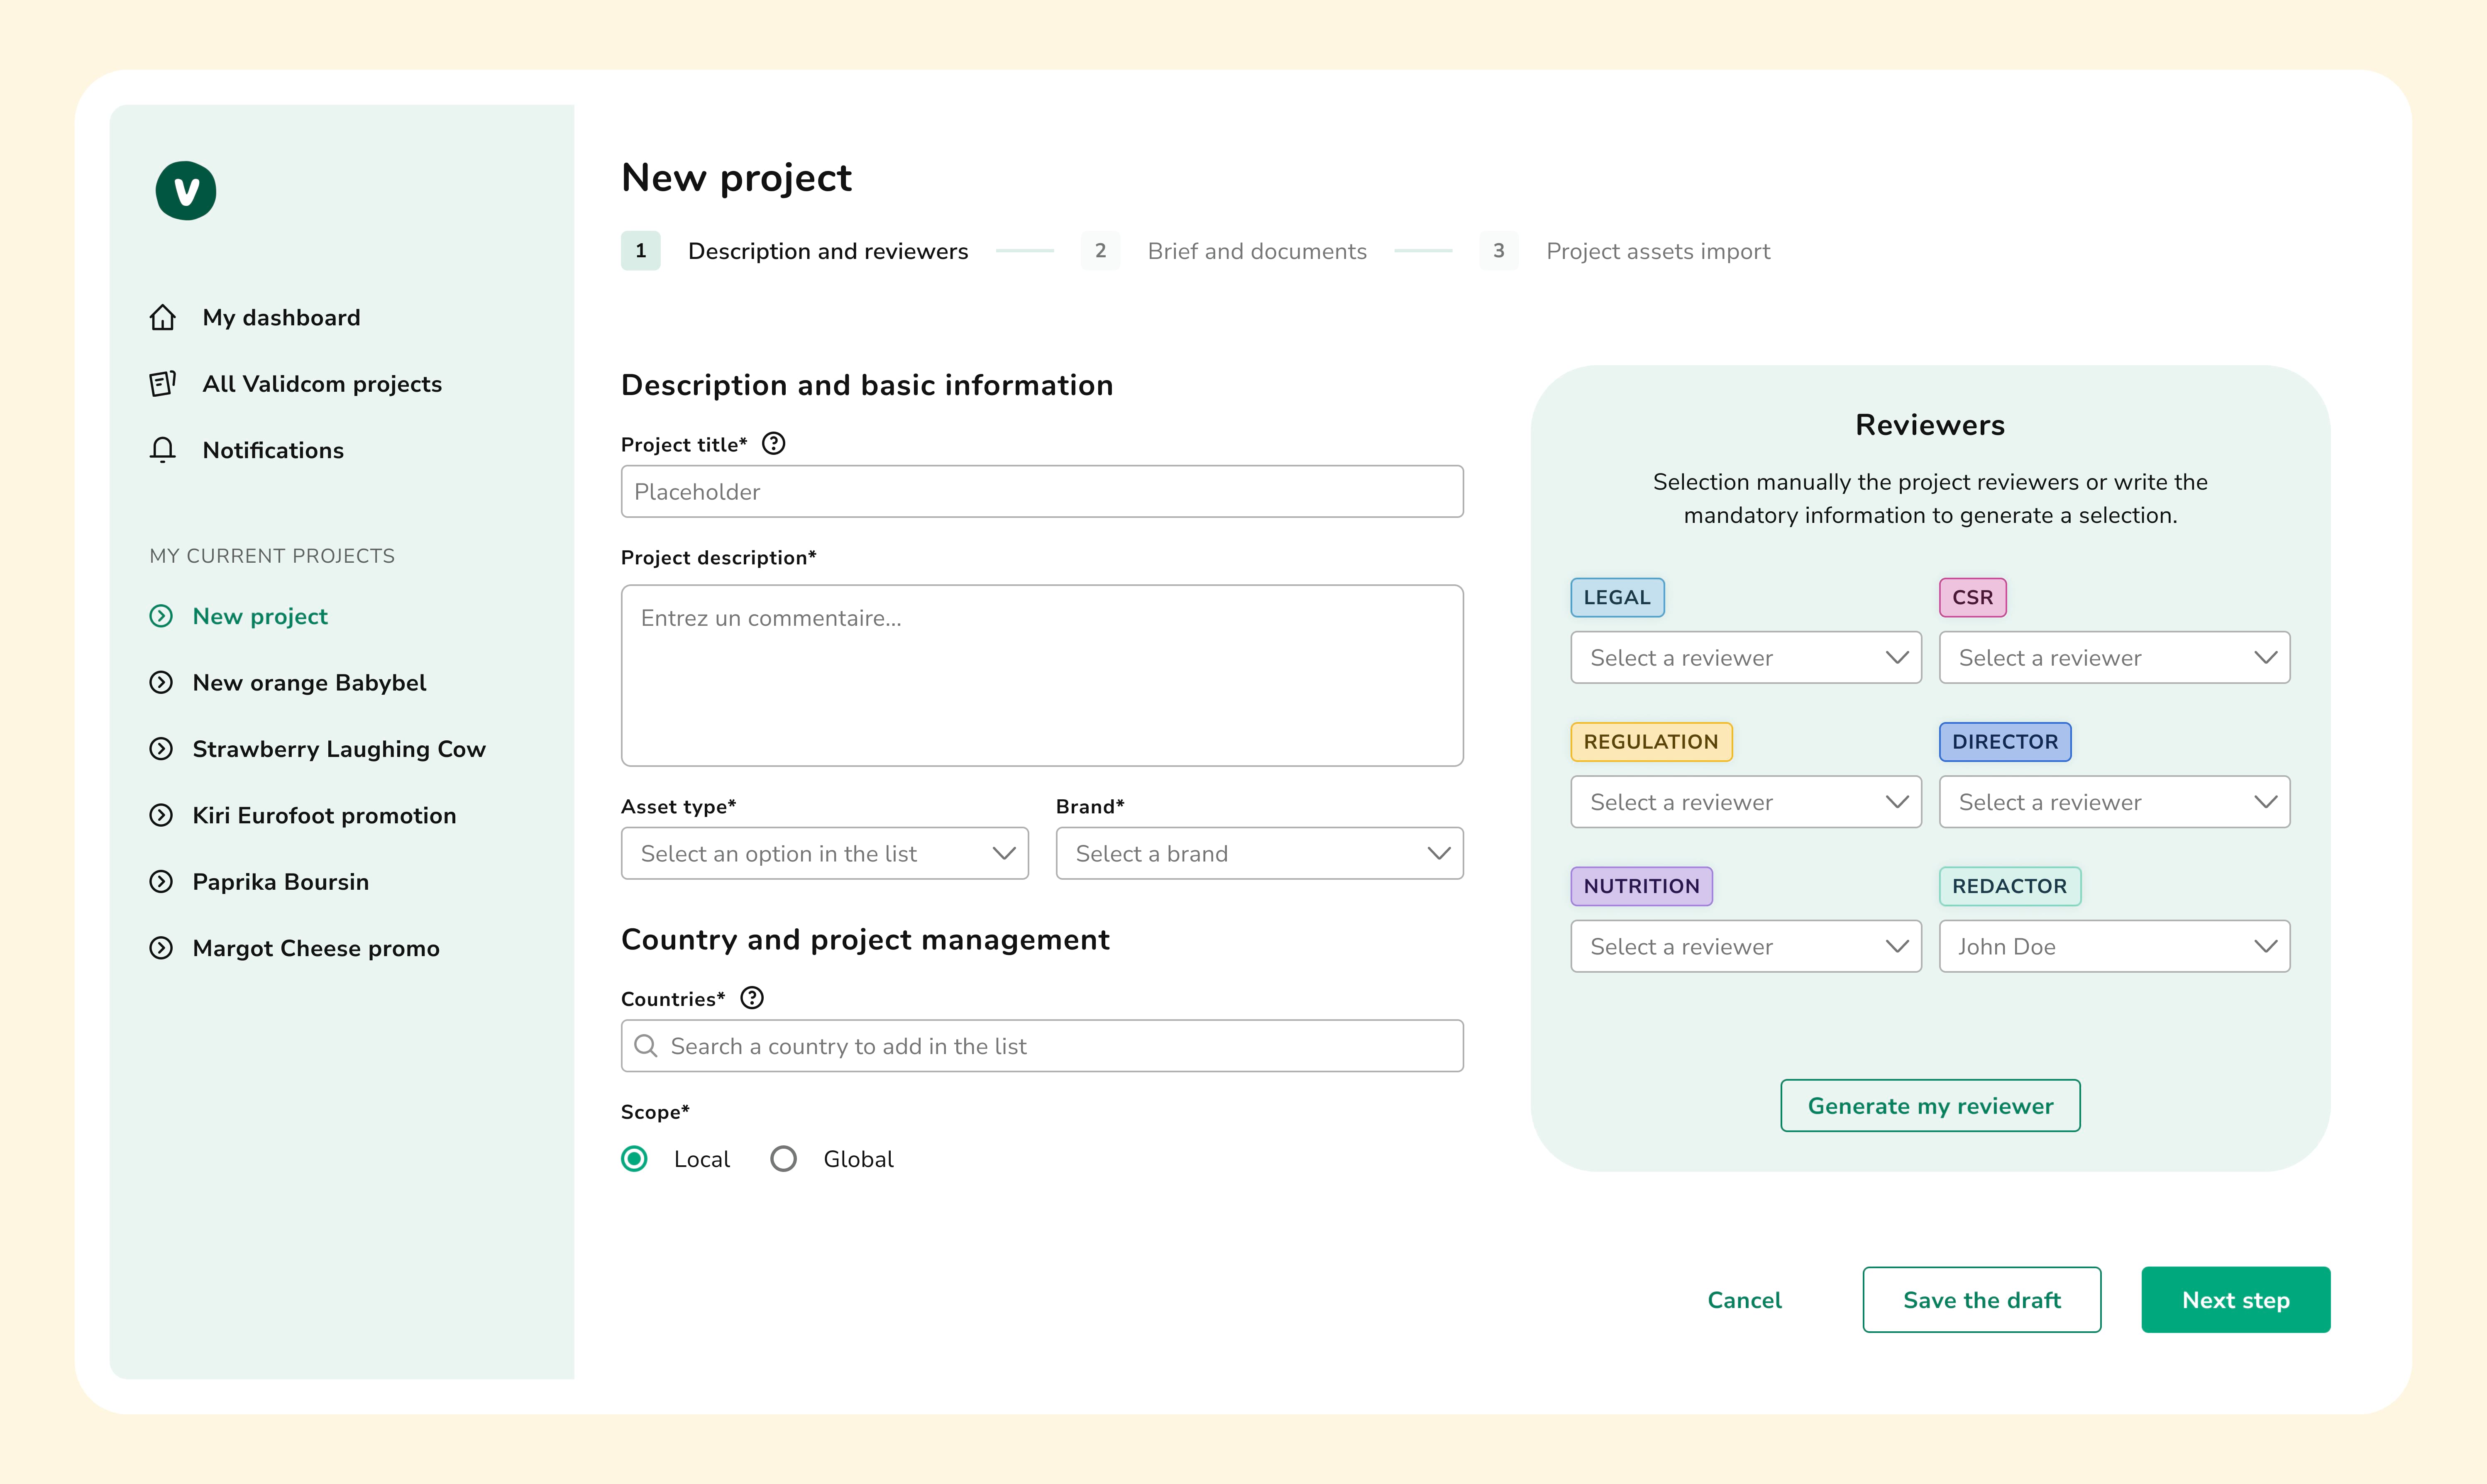 v
My dashboard
All Validcom projects
Notifications
MY CURRENT PROJECTS
New project
New orange Babybel
Strawberry Laughing Cow
Kiri Eurofoot promotion
Paprika Boursin
Margot Cheese promo
New project
1 Description and reviewers 2 Brief and documents 3 Project assets import
Description and basic information
Project title* ?
Placeholder
Project description*
Entrez un commentaire...
Asset type* Brand*
Select an option in the list Select a brand
Country and project management
Countries* ?
Search a country to add in the list
Scope*
Local Global
Reviewers
Selection manually the project reviewers or write the
mandatory information to generate a selection.
LEGAL CSR
Select a reviewer Select a reviewer
REGULATION DIRECTOR
Select a reviewer Select a reviewer
NUTRITION REDACTOR
Select a reviewer John Doe
Generate my reviewer
Cancel Save the draft Next step